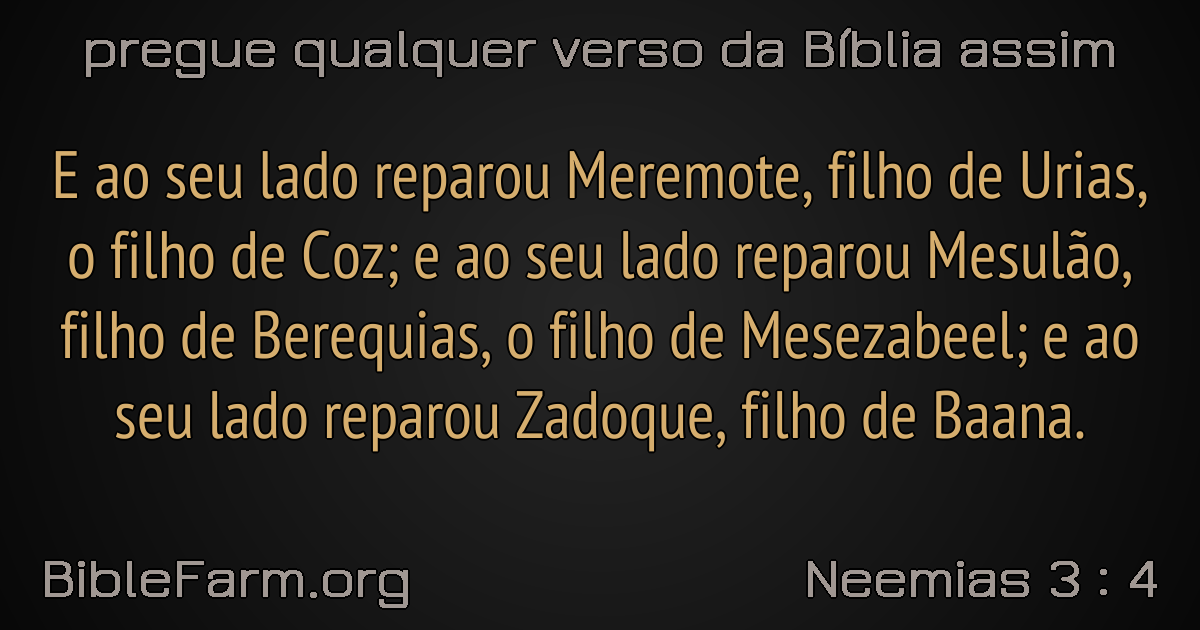 pregue qualquer verso da Bíblia assim
E ao seu lado reparou Meremote, filho de Urias,
o filho de Coz; e ao seu lado reparou Mesulão,
filho de Berequias, o filho de Mesezabeel; e ao
seu lado reparou Zadoque, filho de Baana.
BibleFarm.org
Neemias 3 : 4